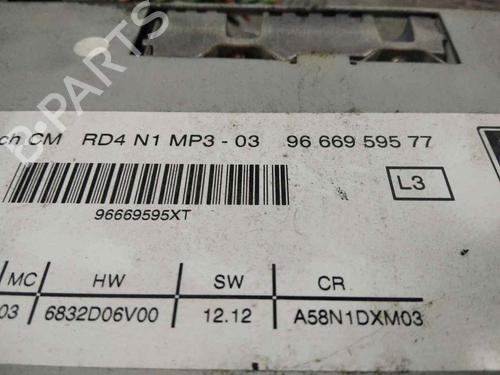 B-PARTS
ch CM RD4 N1 MP3 - 03 96 669 595 77
L3
96669595XT
MC HW SW CR
03 6832D06V00 12.12 A58N1DXM03